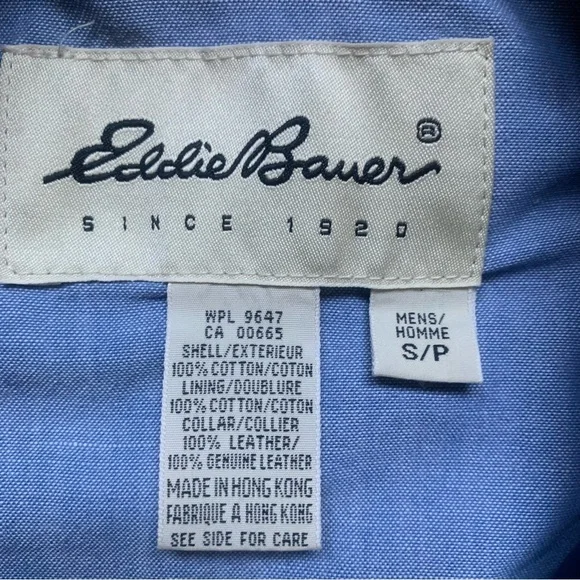 Eddie Bauer®
SINCE 1920
WPL 9647
CA 00665
SHELL/EXTERIEUR
100% COTTON/COTON
LINING/DOUBLURE
100% COTTON/COTON
COLLAR/COLLIER
100% LEATHER/
100% GENUINE LEATHER
MADE IN HONG KONG
FABRIQUE A HONG KONG
SEE SIDE FOR CARE
MENS/
HOMME
S/P